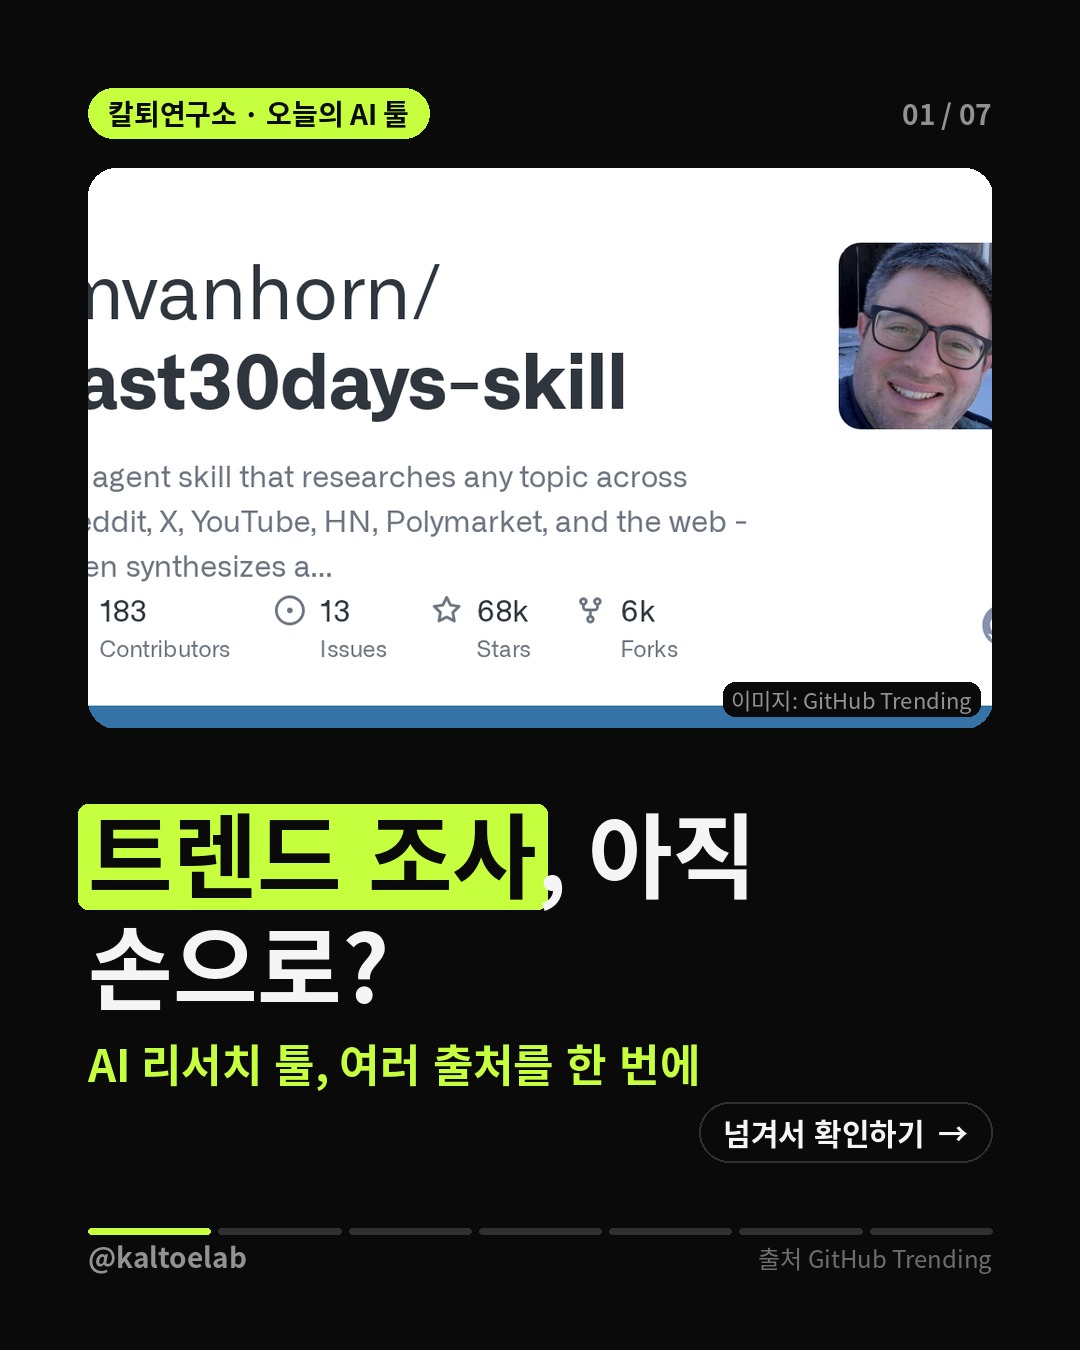 칼퇴연구소 · 오늘의 AI 툴
01 / 07
mvanhorn/
ast30days-skill
agent skill that researches any topic across
eddit, X, YouTube, HN, Polymarket, and the web -
en synthesizes a...
183
Contributors
13
Issues
68k
Stars
6k
Forks
이미지: GitHub Trending
트렌드 조사, 아직
손으로?
AI 리서치 툴, 여러 출처를 한 번에
넘겨서 확인하기 →
@kaltoelab
출처 GitHub Trending